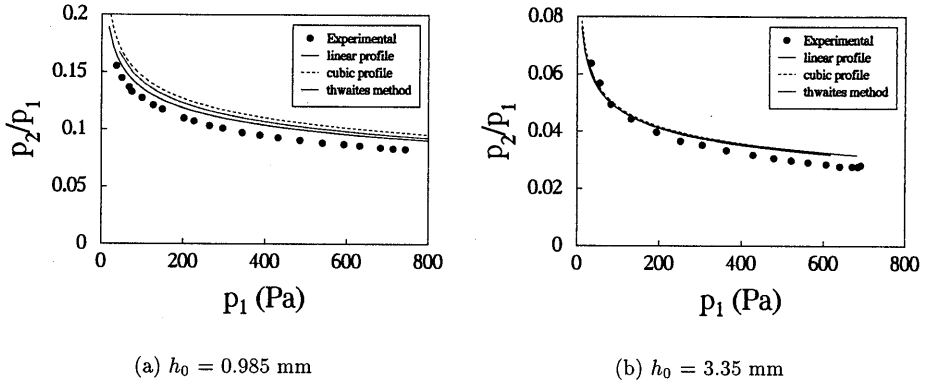 0.2
0.15
0.1
0.05
0
p₂/p₁
Experimental
linear profile
cubic profile
thwaites method
0 200 400 600 800
p₁ (Pa)
(a) h₀ = 0.985 mm
0.08
0.06
0.04
0.02
0
p₂/p₁
Experimental
linear profile
cubic profile
thwaites method
0 200 400 600 800
p₁ (Pa)
(b) h₀ = 3.35 mm